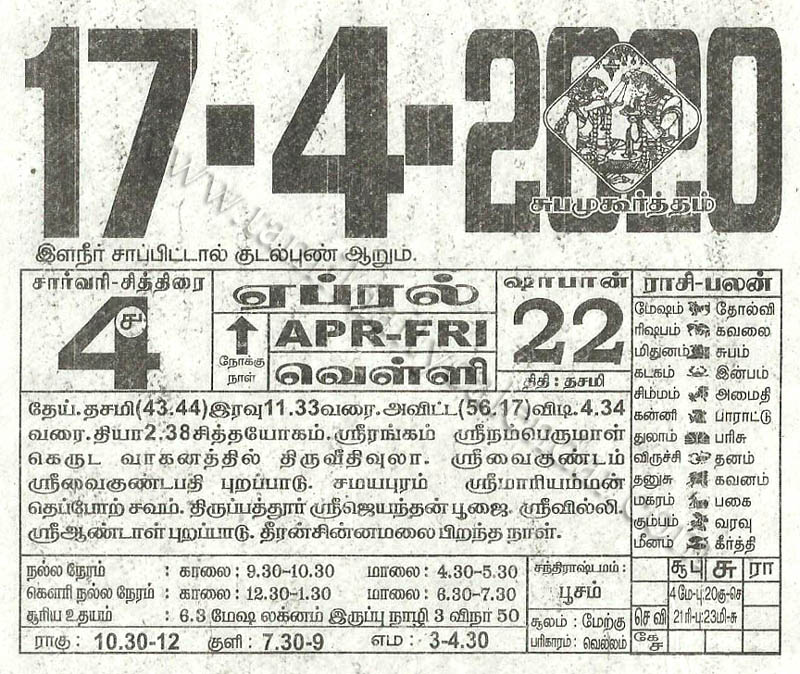 17-4-2020
சுபமுகூர்த்தம்
இளநீர் சாப்பிட்டால் குடல்புண் ஆறும்.
சார்வரி-சித்திரை
4
சு
ஏப்ரல்
APR-FRI
வெள்ளி
நோக்கு
நாள்
ஷாபான்
22
திதி : தசமி
ராசி-பலன்
மேஷம் தோல்வி
ரிஷபம் கவலை
மிதுனம் சுபம்
கடகம் இன்பம்
சிம்மம் அமைதி
கன்னி பாராட்டு
துலாம் பரிசு
விருச்சி தனம்
தனுசு கவனம்
மகரம் பகை
கும்பம் வரவு
மீனம் கீர்த்தி
தேய்.தசமி(43.44)இரவு11.33வரை.அவிட்ட(56.17)விடி.4.34
வரை.தியா2.38சித்தயோகம்.ஸ்ரீரங்கம் ஸ்ரீநம்பெருமாள்
கெருட வாகனத்தில் திருவீதிவுலா. ஸ்ரீவைகுண்டம்
ஸ்ரீவைகுண்டபதி புறப்பாடு. சமயபுரம் ஸ்ரீமாரியம்மன்
தெப்போற்சவம். திருப்பத்தூர் ஸ்ரீஜெயந்தன் பூஜை. ஸ்ரீவில்லி.
ஸ்ரீஆண்டாள் புறப்பாடு. தீரன்சின்னமலை பிறந்த நாள்.
நல்ல நேரம் : காலை: 9.30-10.30 மாலை: 4.30-5.30
கௌரி நல்ல நேரம் : காலை: 12.30-1.30 மாலை: 6.30-7.30
சூரிய உதயம் : 6.3 மேஷ லக்னம் இருப்பு நாழி 3 விநா 50
ராகு: 10.30-12 குளி: 7.30-9 எம: 3-4.30
சந்திராஷ்டமம்:
பூசம்
சூலம் : மேற்கு
பரிகாரம்: வெல்லம்
சூ பு சு ரா
4மே-பு:20கு-செ
செ வி 21ரி-பு:23மி-சு
கே